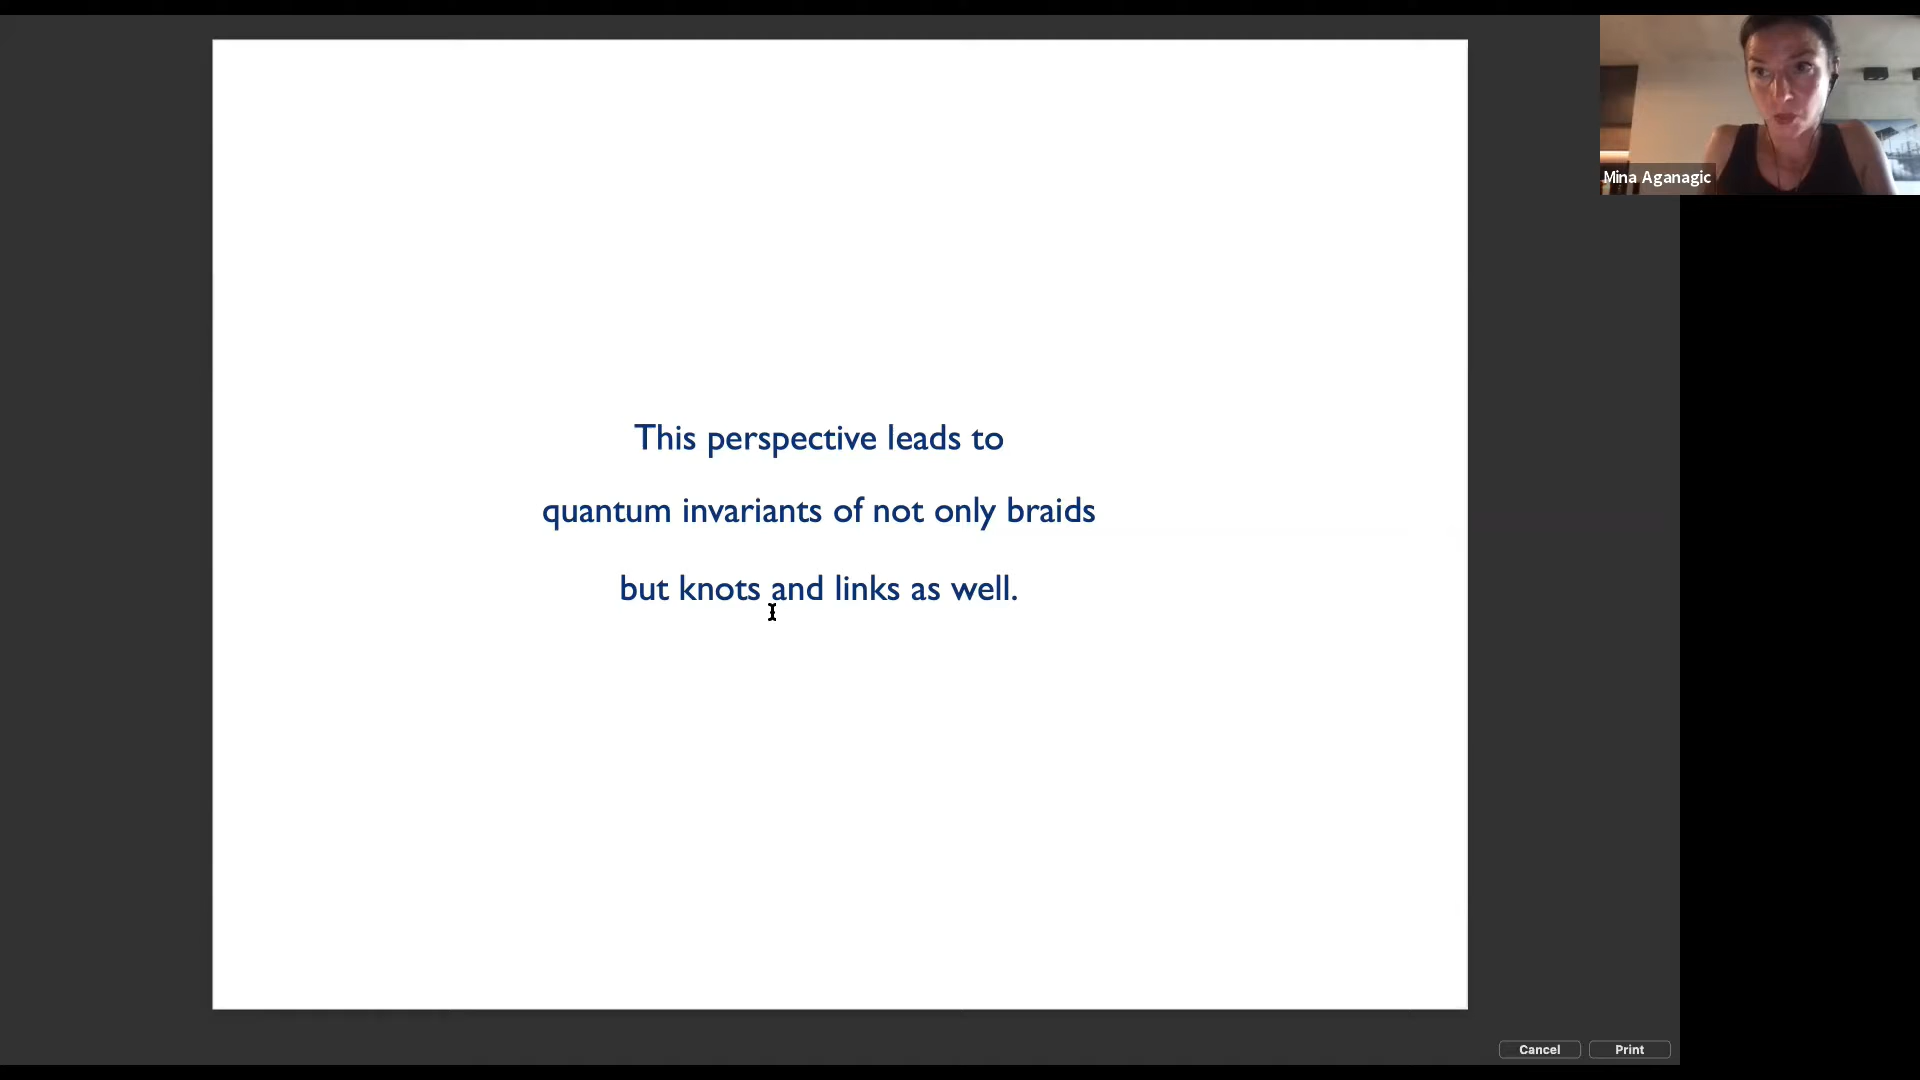 Mina Aganagic
This perspective leads to
quantum invariants of not only braids
but knots and links as well.
Cancel
Print